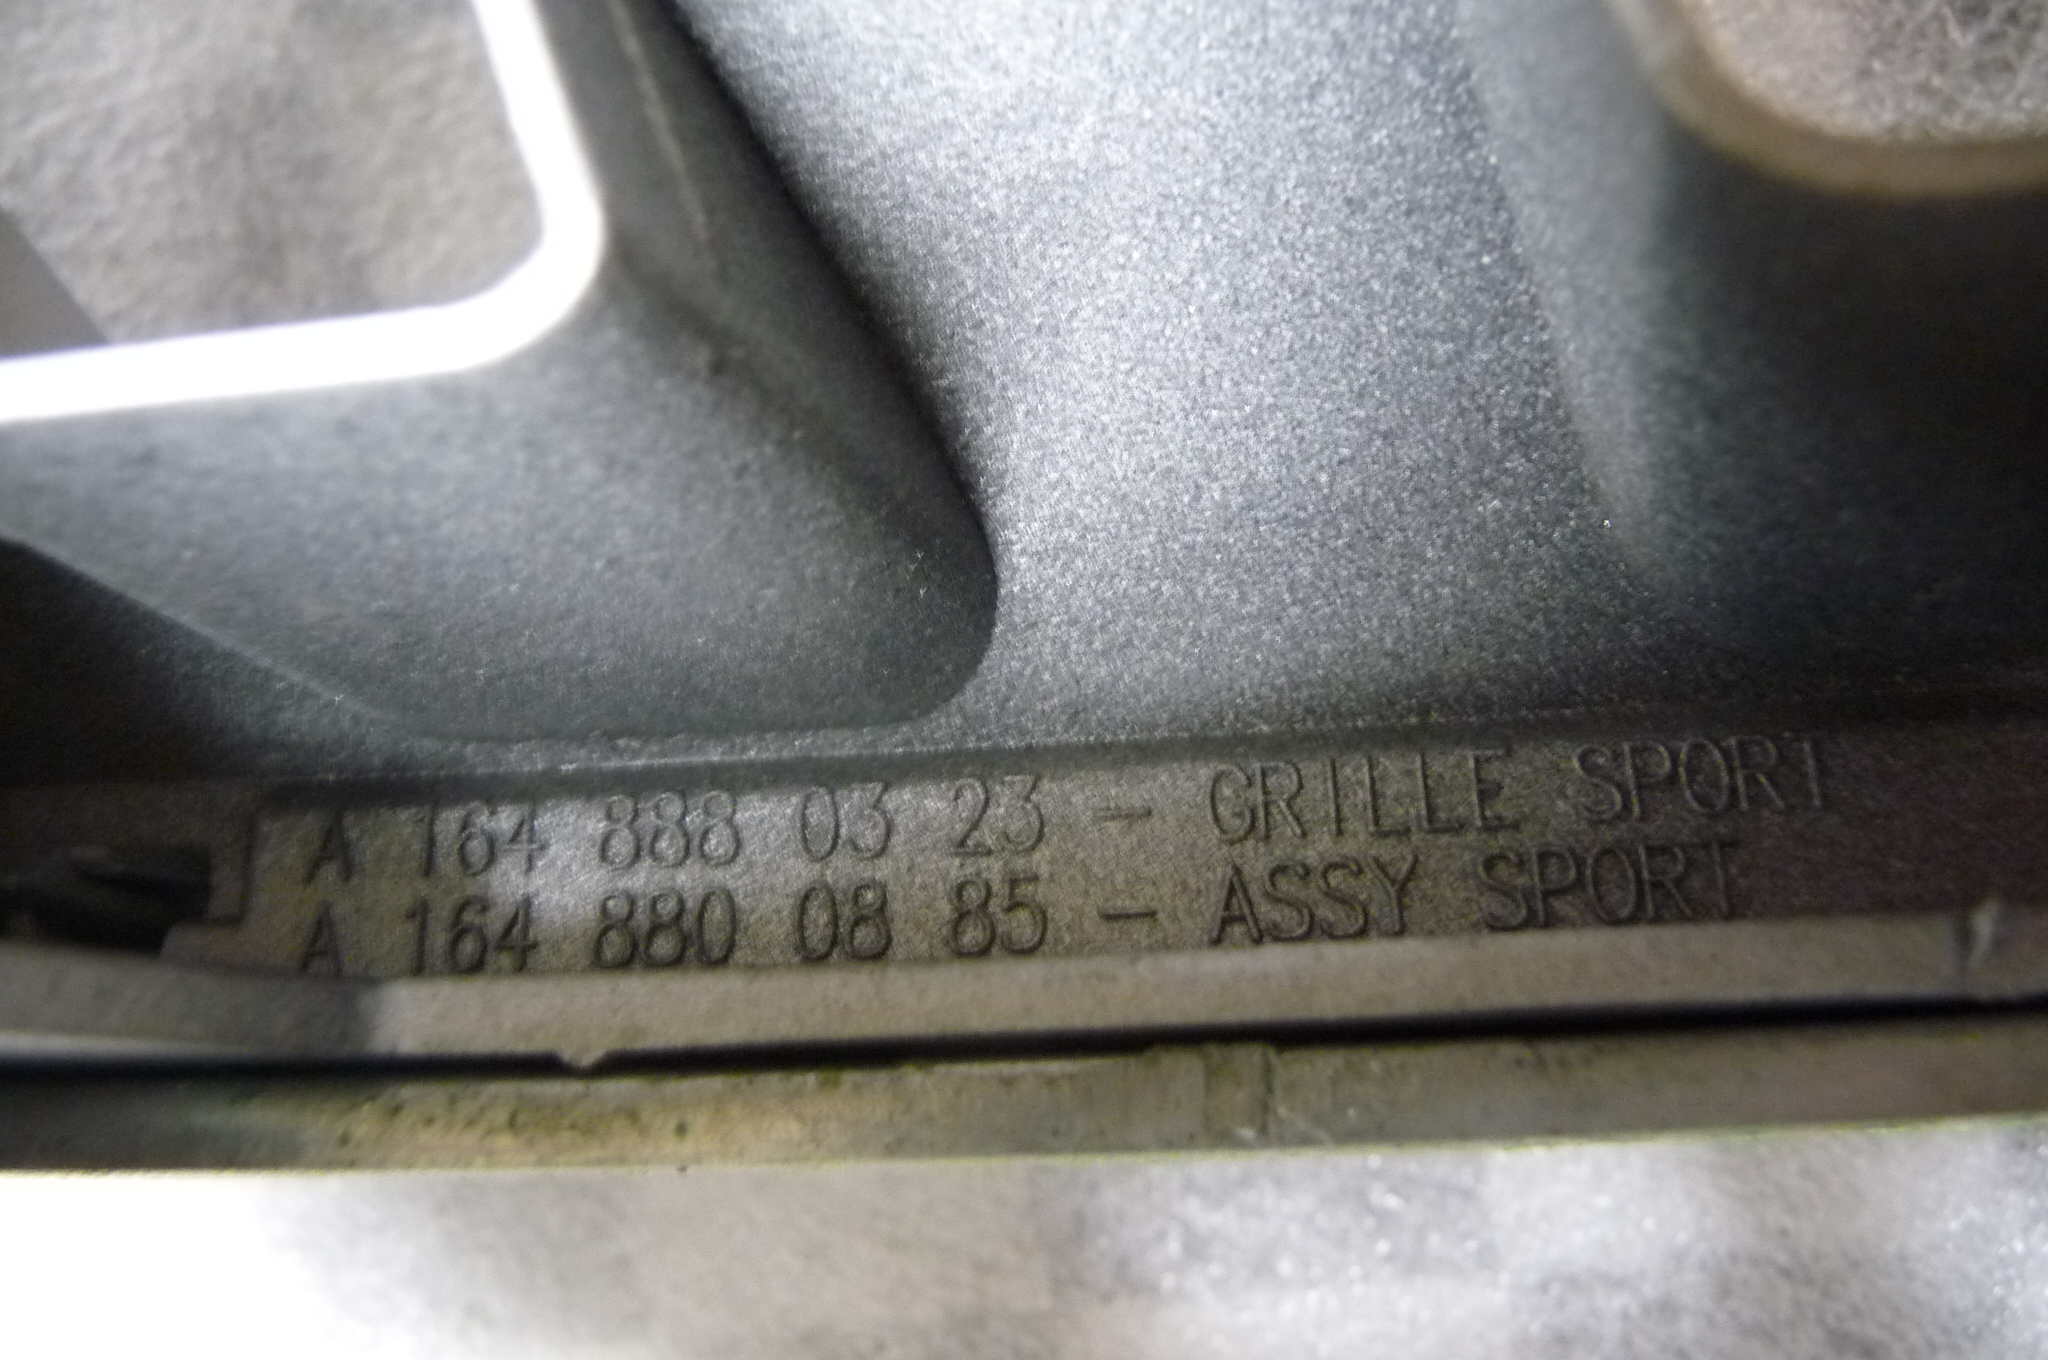 A 164 888 03 23 - GRILLE SPORT
A 164 880 08 85 - ASSY SPORT